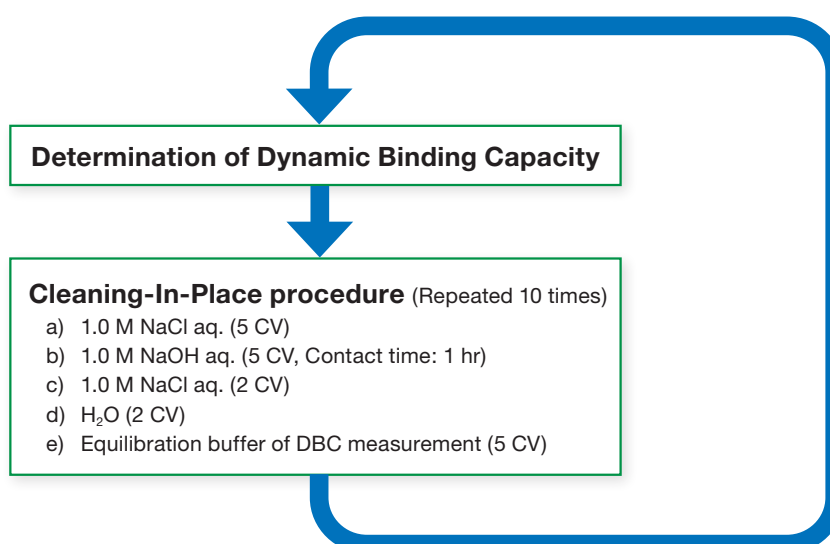 Determination of Dynamic Binding Capacity
Cleaning-In-Place procedure (Repeated 10 times)
a) 1.0 M NaCl aq. (5 CV)
b) 1.0 M NaOH aq. (5 CV, Contact time: 1 hr)
c) 1.0 M NaCl aq. (2 CV)
d) H₂O (2 CV)
e) Equilibration buffer of DBC measurement (5 CV)